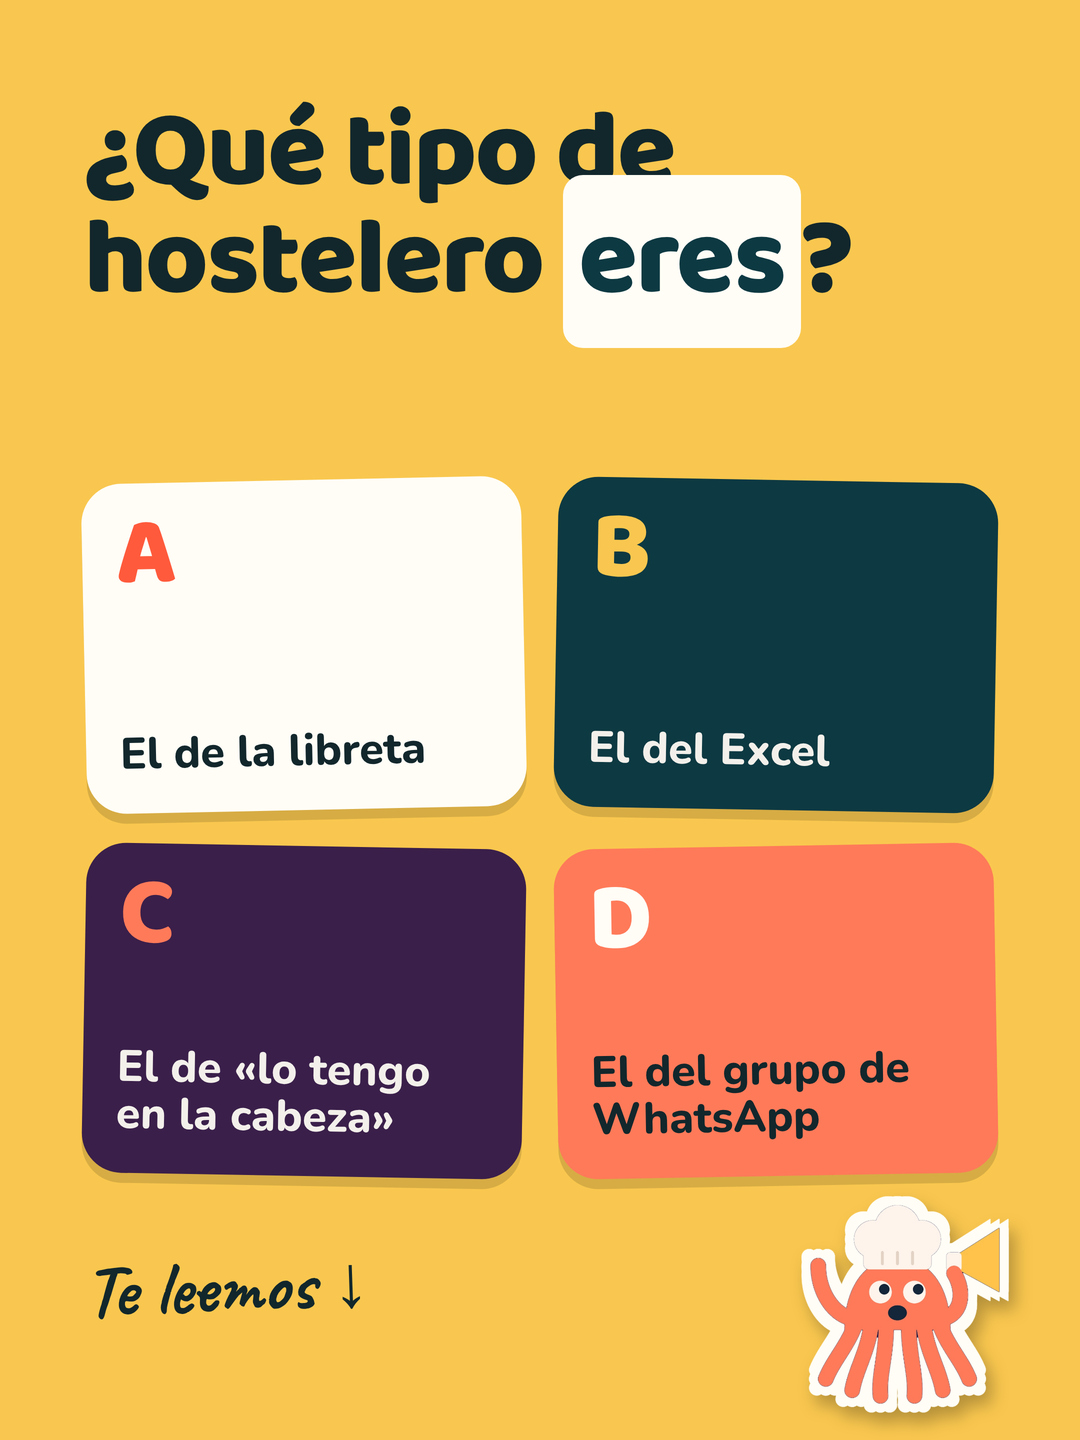 ¿Qué tipo de
hostelero eres?
A
El de la libreta
B
El del Excel
C
El de «lo tengo
en la cabeza»
D
El del grupo de
WhatsApp
Te leemos ↓